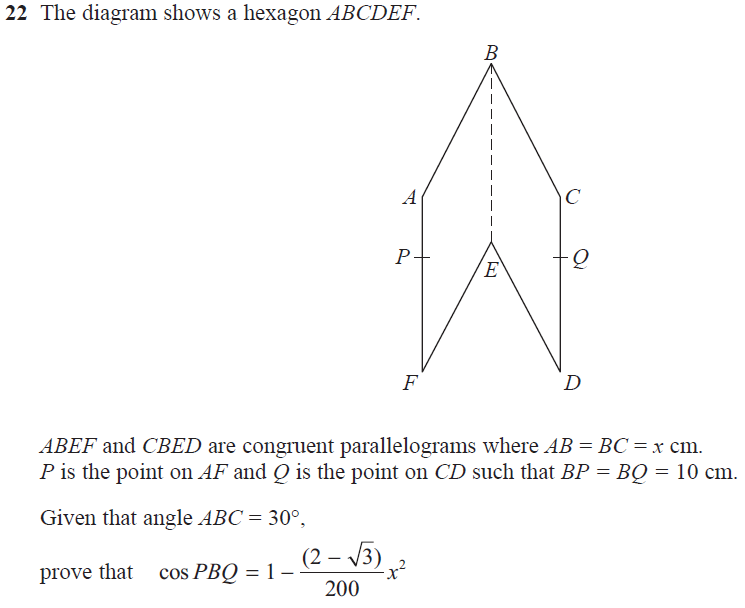 22 The diagram shows a hexagon ABCDEF.
B
A
C
P
Q
E
F
D
ABEF and CBED are congruent parallelograms where AB = BC = x cm.
P is the point on AF and Q is the point on CD such that BP = BQ = 10 cm.
Given that angle ABC = 30°,
prove that cos PBQ = 1 − (2 − √3)/200 x²